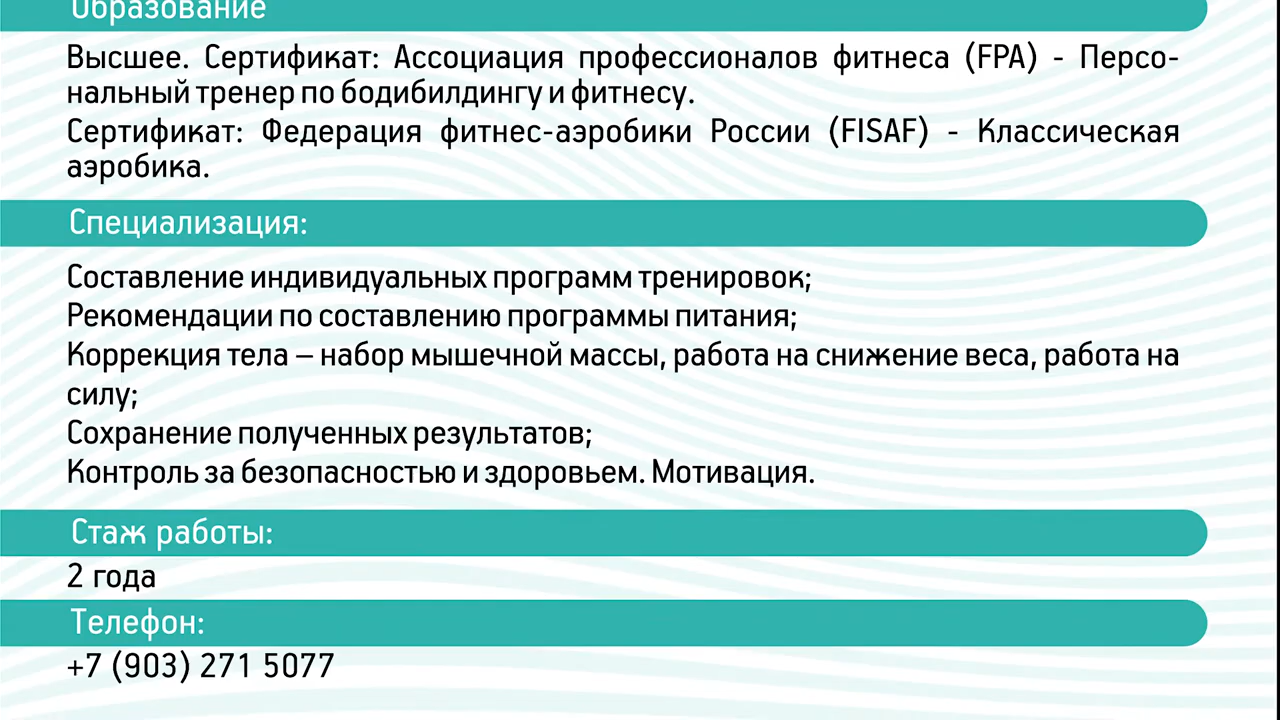 Образование
Высшее. Сертификат: Ассоциация профессионалов фитнеса (FPA) - Персо-
нальный тренер по бодибилдингу и фитнесу.
Сертификат: Федерация фитнес-аэробики России (FISAF) - Классическая
аэробика.
Специализация:
Составление индивидуальных программ тренировок;
Рекомендации по составлению программы питания;
Коррекция тела – набор мышечной массы, работа на снижение веса, работа на
силу;
Сохранение полученных результатов;
Контроль за безопасностью и здоровьем. Мотивация.
Стаж работы:
2 года
Телефон:
+7 (903) 271 5077